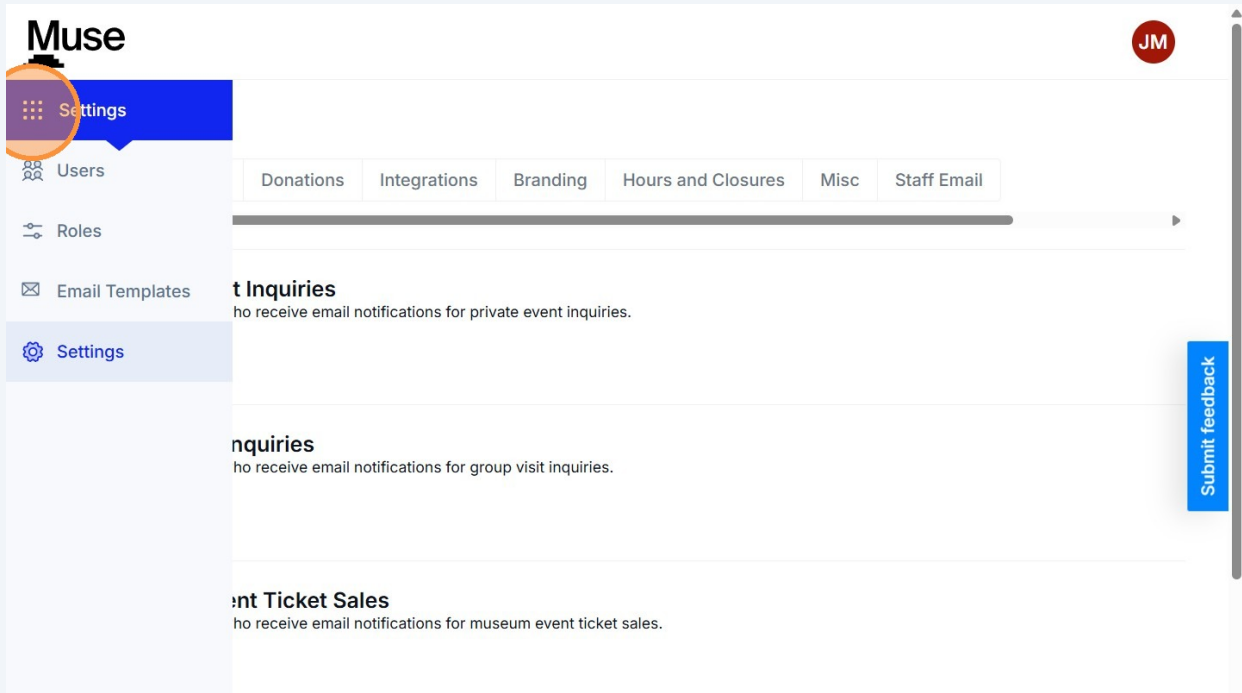 Muse
JM
Settings
Users
Roles
Email Templates
Settings
Donations Integrations Branding Hours and Closures Misc Staff Email
t Inquiries
ho receive email notifications for private event inquiries.
nquiries
ho receive email notifications for group visit inquiries.
ent Ticket Sales
ho receive email notifications for museum event ticket sales.
Submit feedback